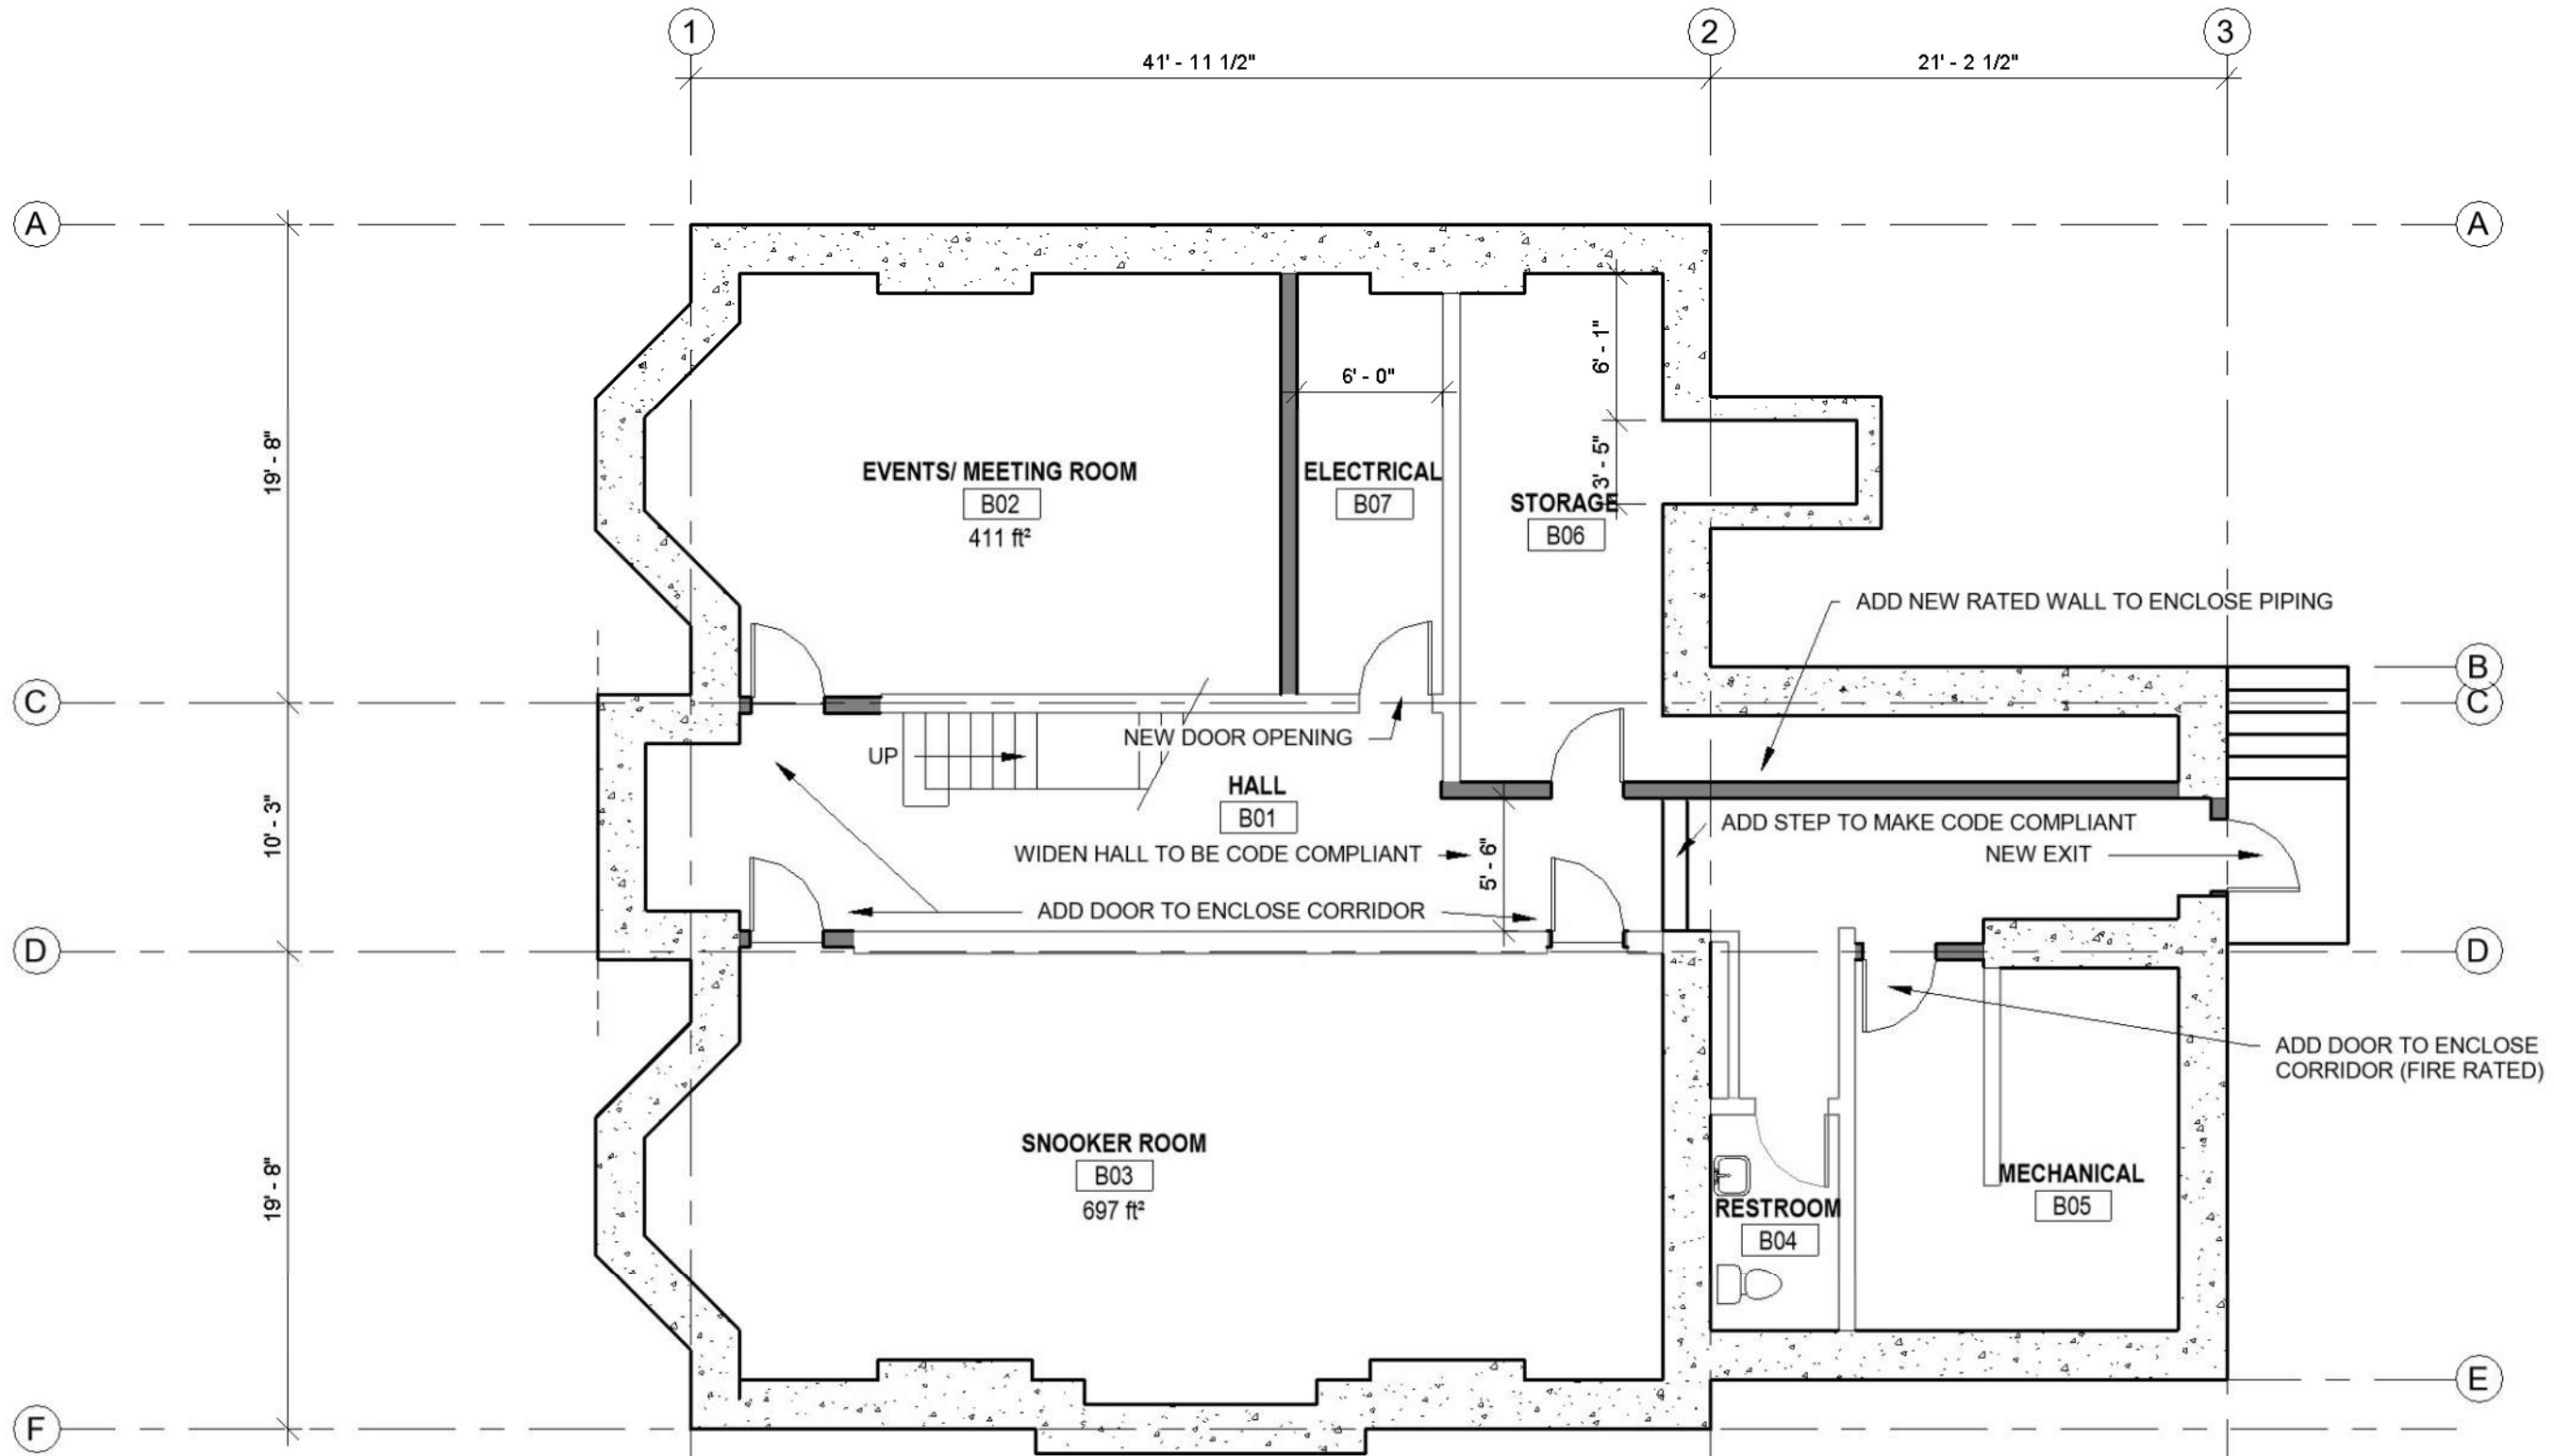 1
2
3
41' - 11 1/2"
21' - 2 1/2"
A
A
19' - 8"
6' - 1"
6' - 0"
3' - 5"
EVENTS/ MEETING ROOM
B02
411 ft²
ELECTRICAL
B07
STORAGE
B06
ADD NEW RATED WALL TO ENCLOSE PIPING
B
C
C
NEW DOOR OPENING
UP
HALL
B01
10' - 3"
ADD STEP TO MAKE CODE COMPLIANT
WIDEN HALL TO BE CODE COMPLIANT
5' - 6"
NEW EXIT
ADD DOOR TO ENCLOSE CORRIDOR
D
D
ADD DOOR TO ENCLOSE
CORRIDOR (FIRE RATED)
19' - 8"
SNOOKER ROOM
B03
697 ft²
MECHANICAL
B05
RESTROOM
B04
E
F